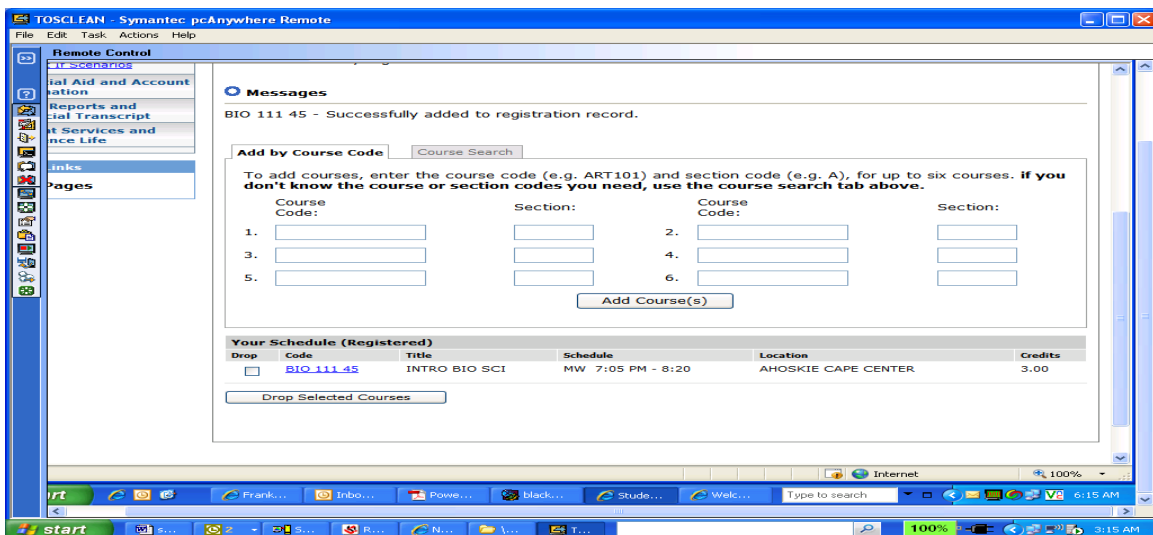 TOSCLEAN - Symantec pcAnywhere Remote
File Edit Task Actions Help
Remote Control
If Scenarios
ial Aid and Account
ation
Reports and
cial Transcript
t Services and
nce Life
Links
Pages
Messages
BIO 111 45 - Successfully added to registration record.
Add by Course Code Course Search
To add courses, enter the course code (e.g. ART101) and section code (e.g. A), for up to six courses. if you
don't know the course or section codes you need, use the course search tab above.
Course Code: Section: Course Code: Section:
1. 2.
3. 4.
5. 6.
Add Course(s)
Your Schedule (Registered)
Drop Code Title Schedule Location Credits
BIO 111 45 INTRO BIO SCI MW 7:05 PM - 8:20 AHOSKIE CAPE CENTER 3.00
Drop Selected Courses
Internet 100%
art Frank... Inbo... Powe... black... Stude... Welc... Type to search V2 6:15 AM
start s... 2 S... R... N... \... T... 100% 3:15 AM